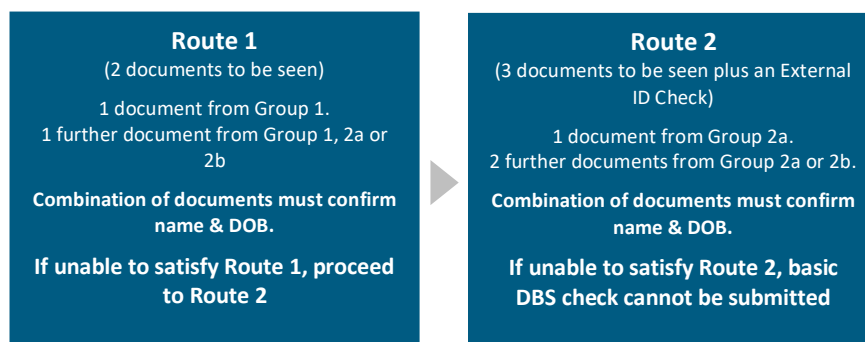 Route 1
(2 documents to be seen)
1 document from Group 1.
1 further document from Group 1, 2a or
2b
Combination of documents must confirm
name & DOB.
If unable to satisfy Route 1, proceed
to Route 2
Route 2
(3 documents to be seen plus an External
ID Check)
1 document from Group 2a.
2 further documents from Group 2a or 2b.
Combination of documents must confirm
name & DOB.
If unable to satisfy Route 2, basic
DBS check cannot be submitted